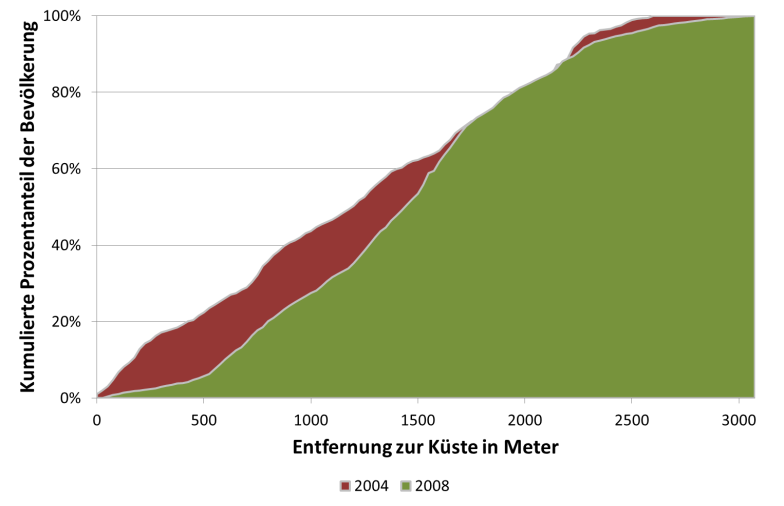 Kumulierte Prozentanteil der Bevölkerung
100%
80%
60%
40%
20%
0%
0 500 1000 1500 2000 2500 3000
Entfernung zur Küste in Meter
2004 2008